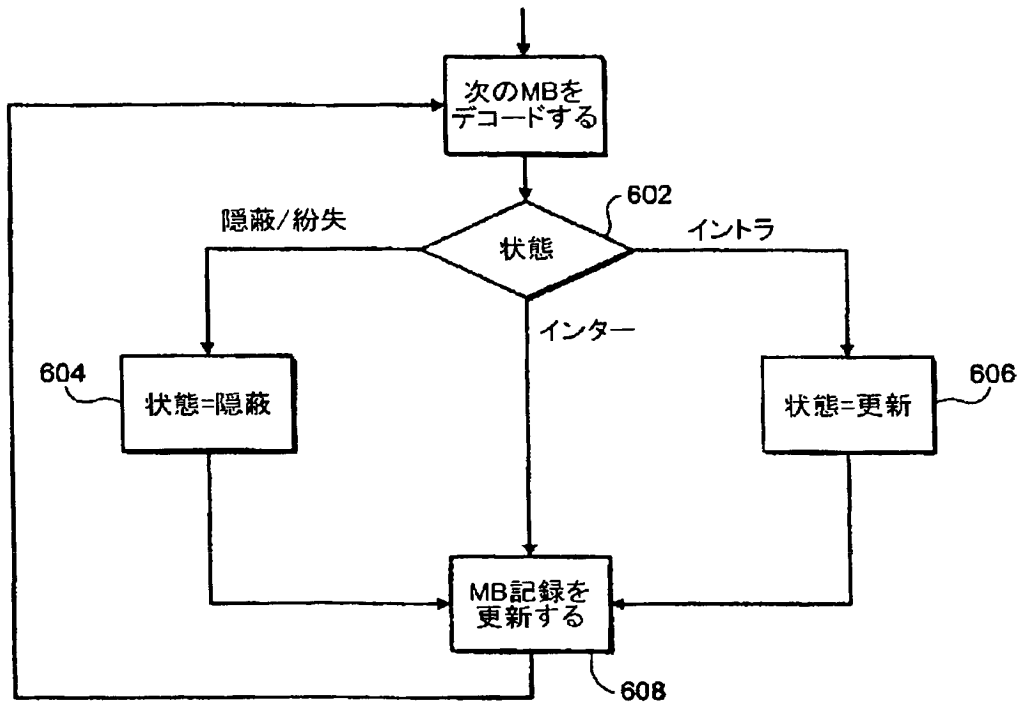 次のMBを
デコードする
602
隠蔽/紛失
状態
イントラ
インター
604
状態=隠蔽
606
状態=更新
MB記録を
更新する
608